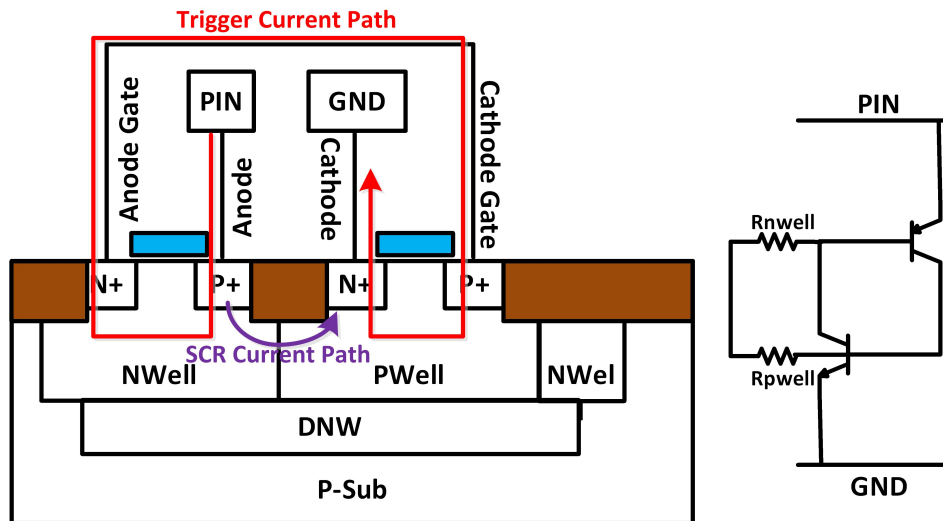 Trigger Current Path
Anode Gate
PIN
Anode
GND
Cathode
Cathode Gate
N+
P+
N+
P+
SCR Current Path
NWell
PWell
NWel
DNW
P-Sub
PIN
Rnwell
Rpwell
GND